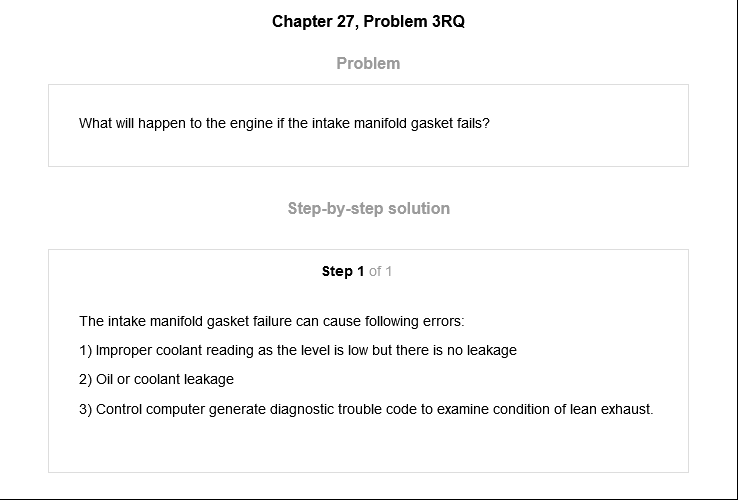 Chapter 27, Problem 3RQ
Problem
What will happen to the engine if the intake manifold gasket fails?
Step-by-step solution
Step 1 of 1
The intake manifold gasket failure can cause following errors:
1) Improper coolant reading as the level is low but there is no leakage
2) Oil or coolant leakage
3) Control computer generate diagnostic trouble code to examine condition of lean exhaust.